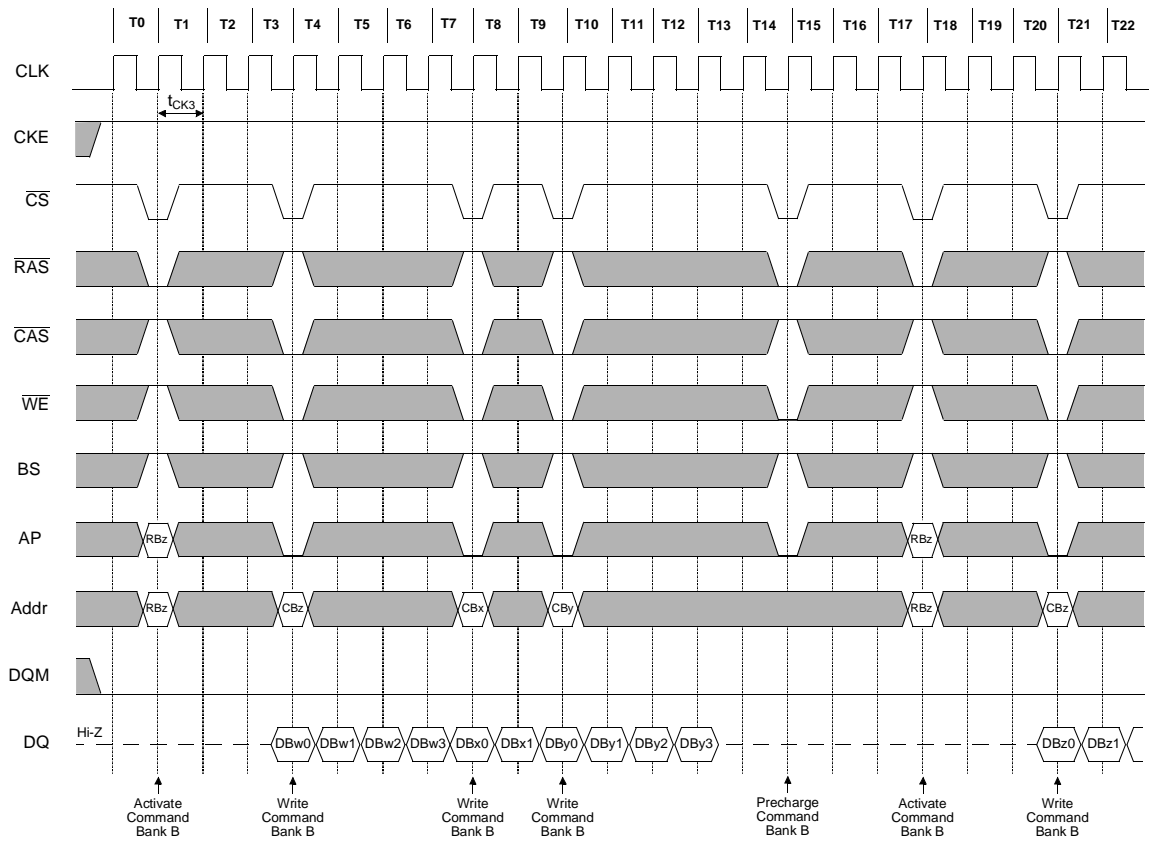 T0 T1 T2 T3 T4 T5 T6 T7 T8 T9 T10 T11 T12 T13 T14 T15 T16 T17 T18 T19 T20 T21 T22
CLK
tCK3
CKE
CS
RAS
CAS
WE
BS
AP
RBz RBz
Addr
RBz CBz CBx CBy RBz CBz
DQM
DQ
Hi-Z
DBw0 DBw1 DBw2 DBw3 DBx0 DBx1 DBy0 DBy1 DBy2 DBy3 DBz0 DBz1
Activate
Command
Bank B
Write
Command
Bank B
Write
Command
Bank B
Write
Command
Bank B
Precharge
Command
Bank B
Activate
Command
Bank B
Write
Command
Bank B